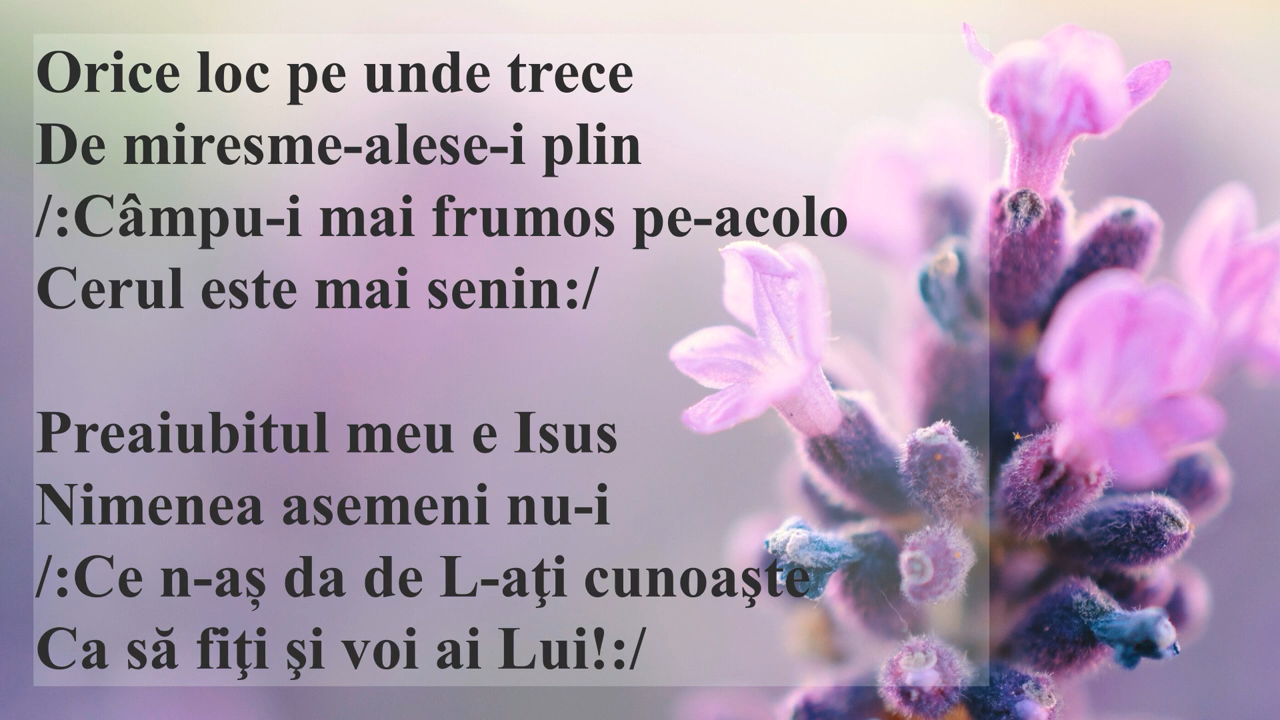 Orice loc pe unde trece
De miresme-alese-i plin
/:Câmpu-i mai frumos pe-acolo
Cerul este mai senin:/
Preaiubitul meu e Isus
Nimenea asemeni nu-i
/:Ce n-aș da de L-aţi cunoaşte
Ca să fiţi şi voi ai Lui!:/